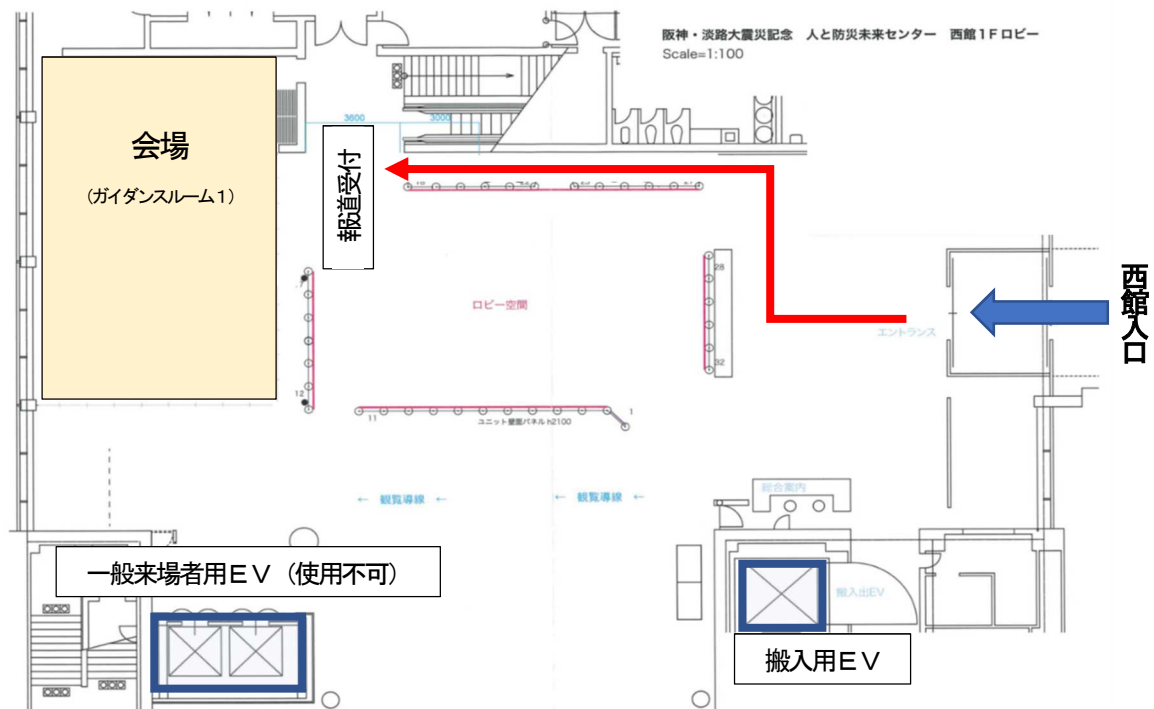 阪神・淡路大震災記念 人と防災未来センター 西館1Fロビー
Scale=1:100
会場
(ガイダンスルーム1)
3600
3000
報道受付
28
32
ロビー空間
エントランス
西館入口
12
11
1
ユニット壁面パネル h2100
← 観覧導線 ←
← 観覧導線 ←
総合案内
一般来場者用EV(使用不可)
搬入出EV
搬入用EV